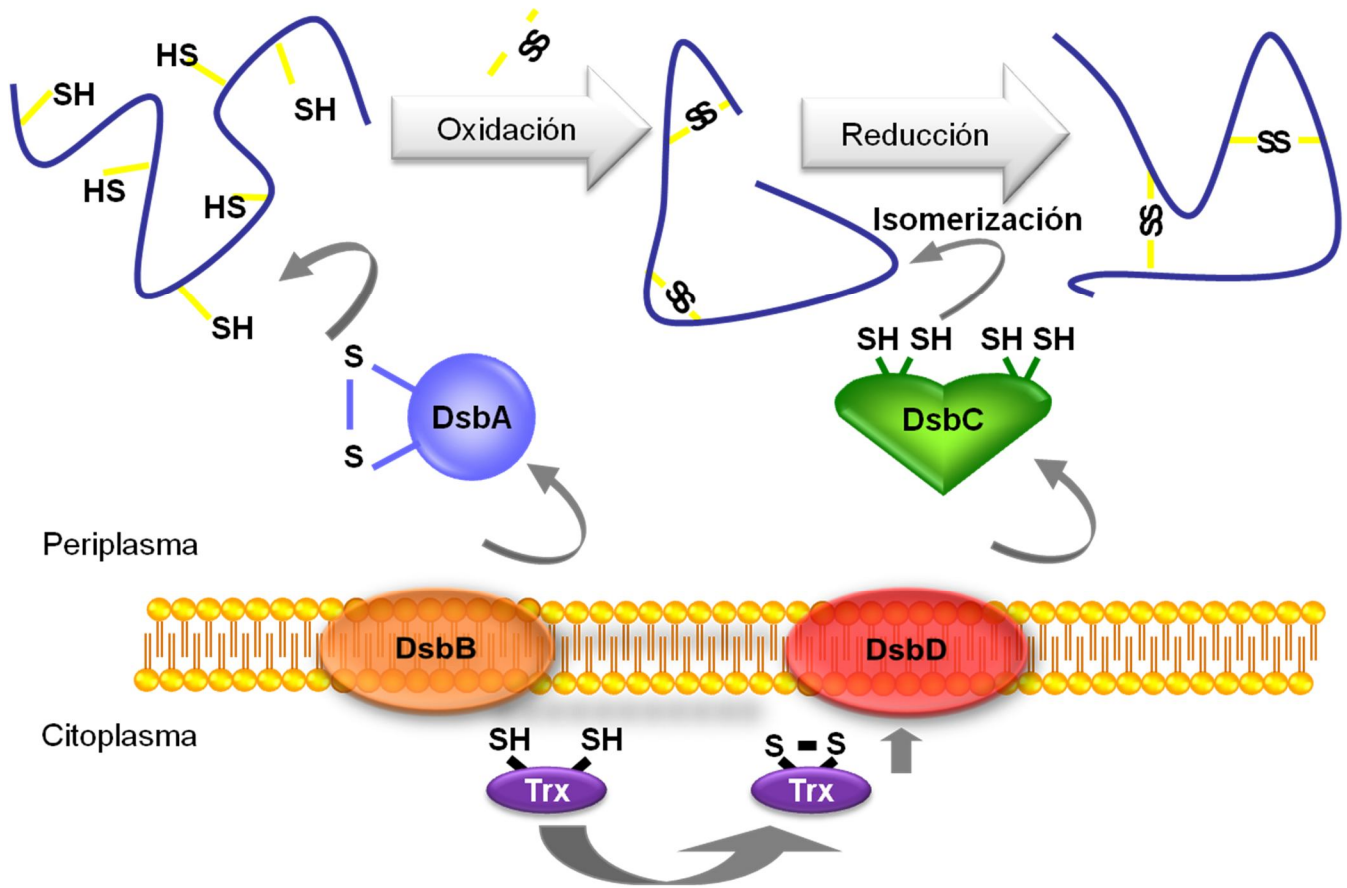 HS
SH
SH
HS
HS
SH
SS
Oxidación
SS
SS
Reducción
Isomerización
SS
SS
S
S
DsbA
SH SH
SH SH
DsbC
Periplasma
DsbB
DsbD
Citoplasma
SH
SH
Trx
S - S
Trx